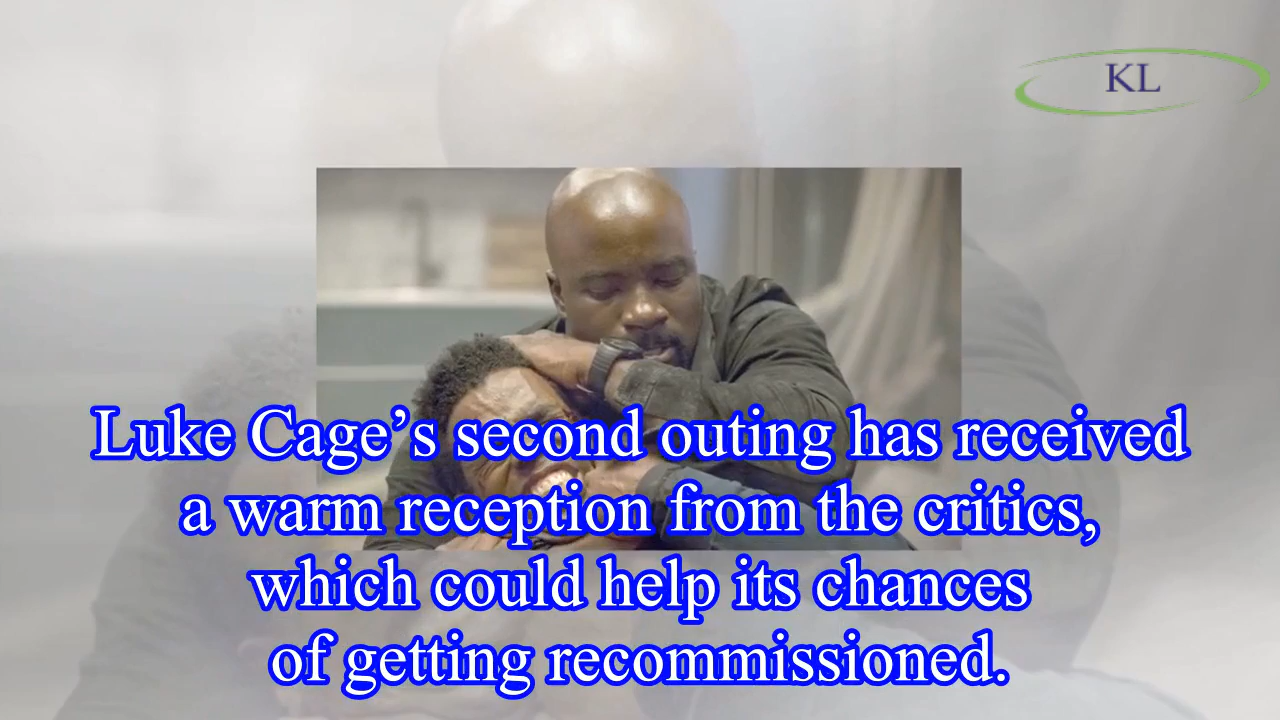 KL
Luke Cage’s second outing has received
a warm reception from the critics,
which could help its chances
of getting recommissioned.